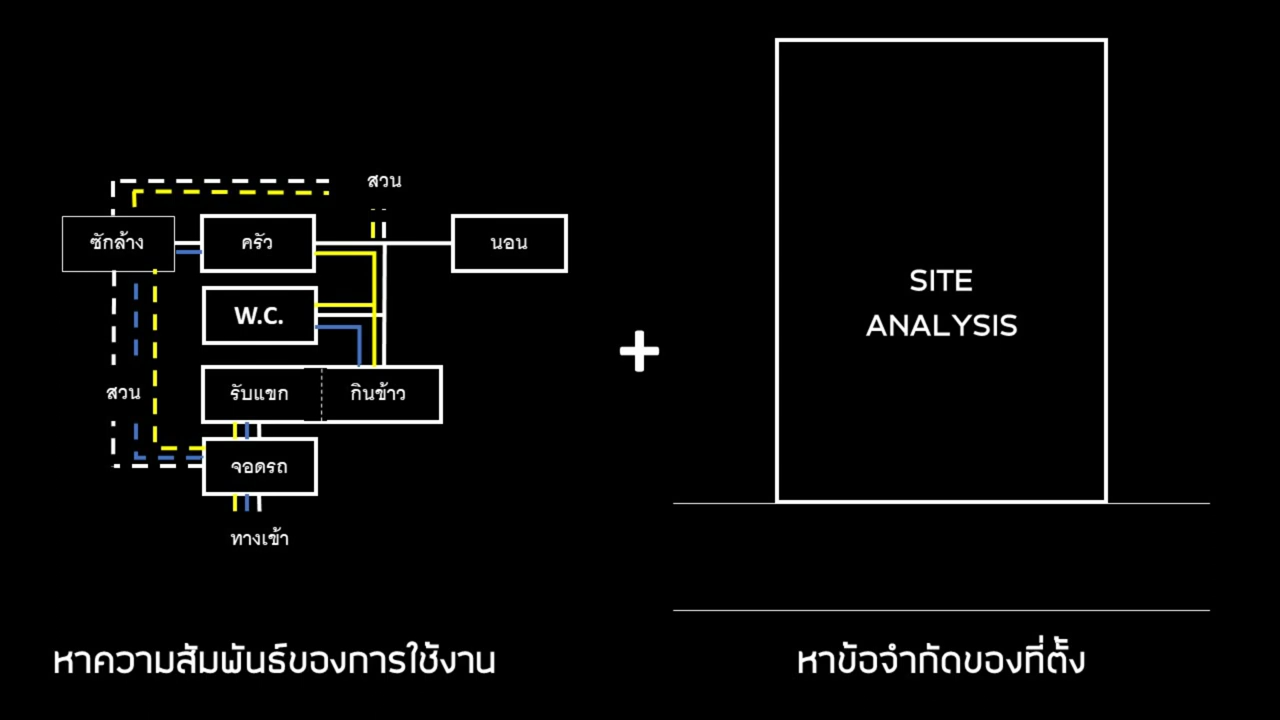 สวน
ซักล้าง
ครัว
นอน
W.C.
สวน
รับแขก
กินข้าว
จอดรถ
ทางเข้า
หาความสัมพันธ์ของการใช้งาน
SITE
ANALYSIS
หาข้อจำกัดของที่ตั้ง